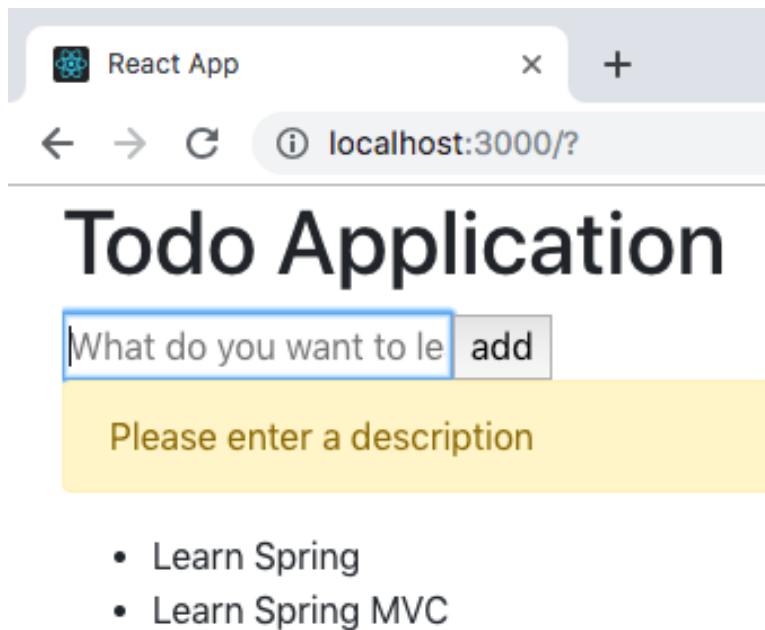 React App
localhost:3000/?
Todo Application
What do you want to le add
Please enter a description
• Learn Spring
• Learn Spring MVC